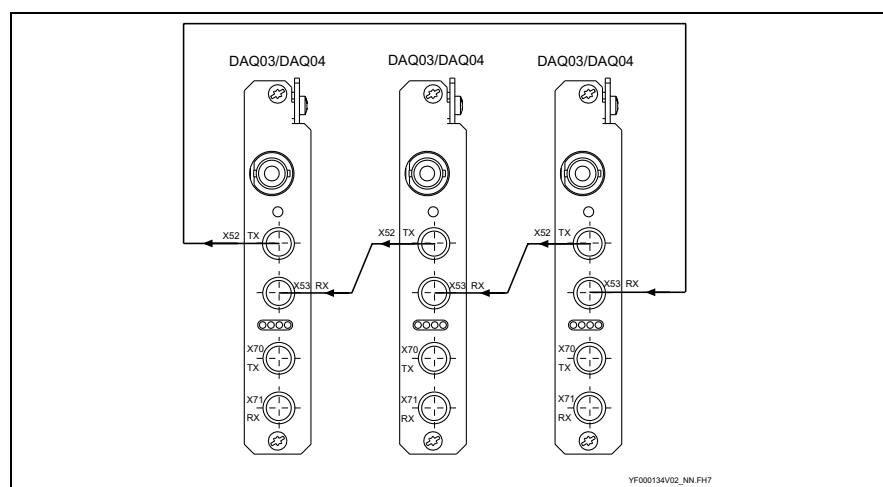 DAQ03/DAQ04 DAQ03/DAQ04 DAQ03/DAQ04
X52 TX X52 TX X52 TX
X53 RX X53 RX X53 RX
X70 X70 X70
TX TX TX
X71 X71 X71
RX RX RX
YF000134V02_NN.FH7